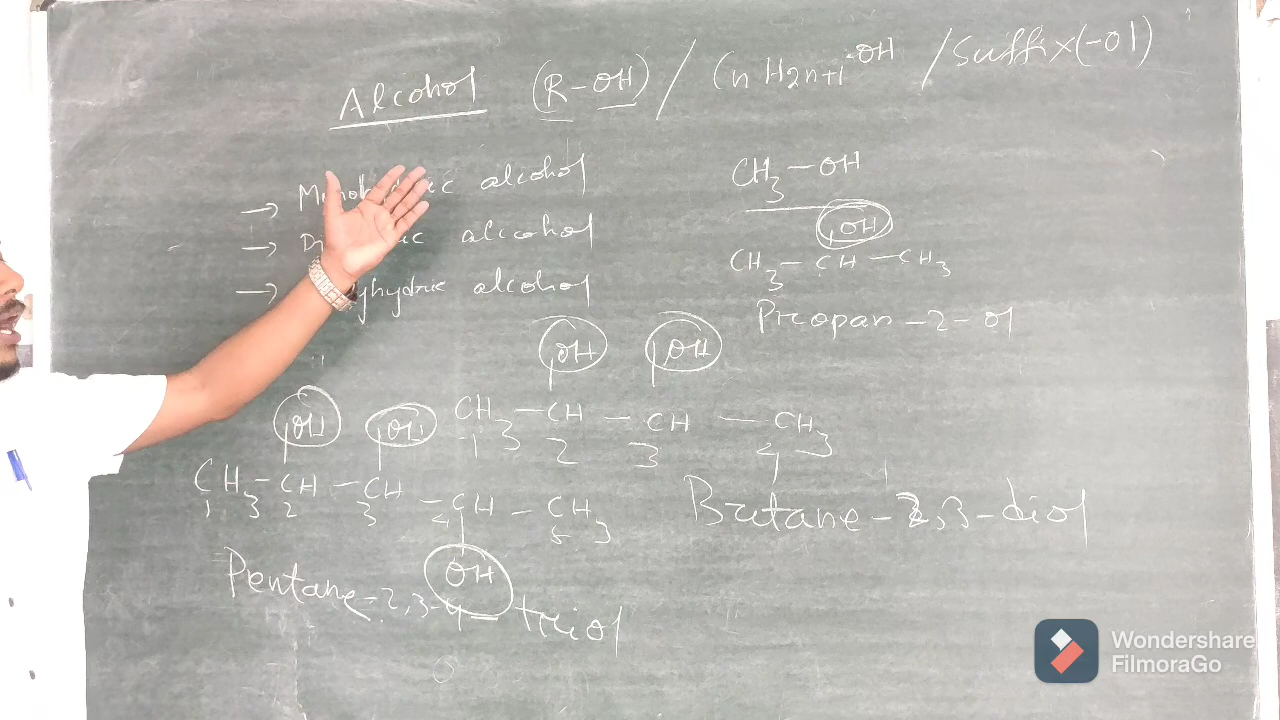 Alcohol (R-OH) / CnH2n+1-OH / Suffix(-ol)
→ alcohol
→ alcohol
→ alcohol
CH3-OH
OH
CH3-CH-CH3
Propan-2-ol
OH OH
CH3-CH-CH-CH3
1 2 3 4
Butane-2,3-diol
OH OH
CH3-CH-CH-CH-CH3
1 2 3 4 5
OH
Pentane-2,3-4-triol
Wondershare
FilmoraGo